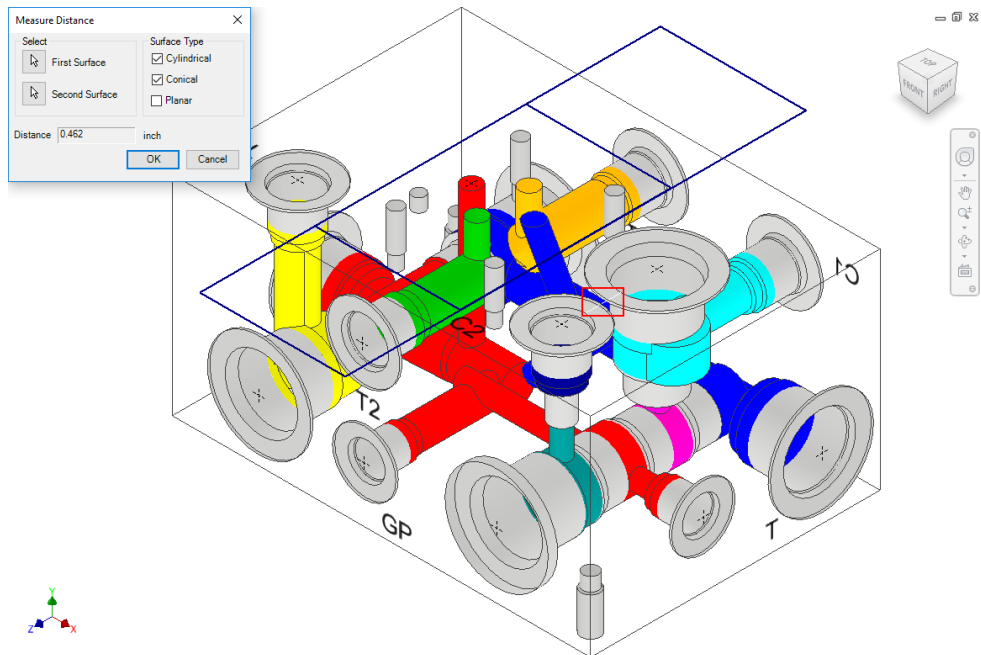 Measure Distance
Select
Surface Type
First Surface
Cylindrical
Conical
Second Surface
Planar
Distance 0.462 inch
OK Cancel
TOP
FRONT RIGHT
C1
C2
T2
GP
T
Y
Z X